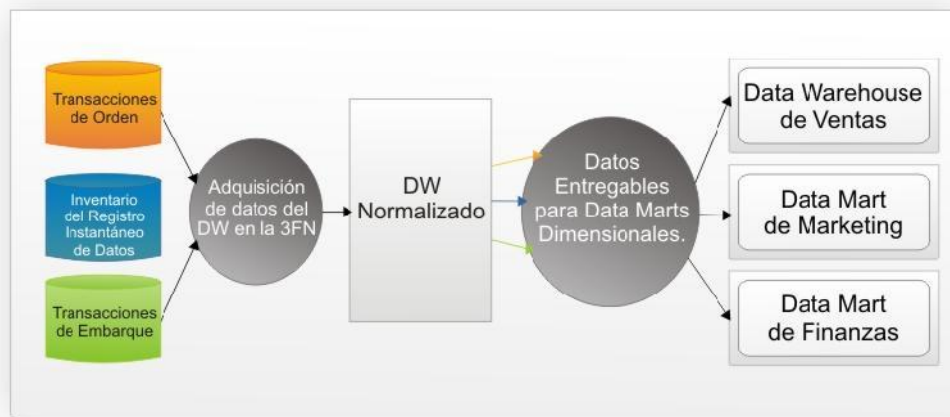 Transacciones
de Orden
Inventario
del Registro
Instantáneo
de Datos
Transacciones
de Embarque
Adquisición
de datos del
DW en la 3FN
DW
Normalizado
Datos
Entregables
para Data Marts
Dimensionales.
Data Warehouse
de Ventas
Data Mart
de Marketing
Data Mart
de Finanzas